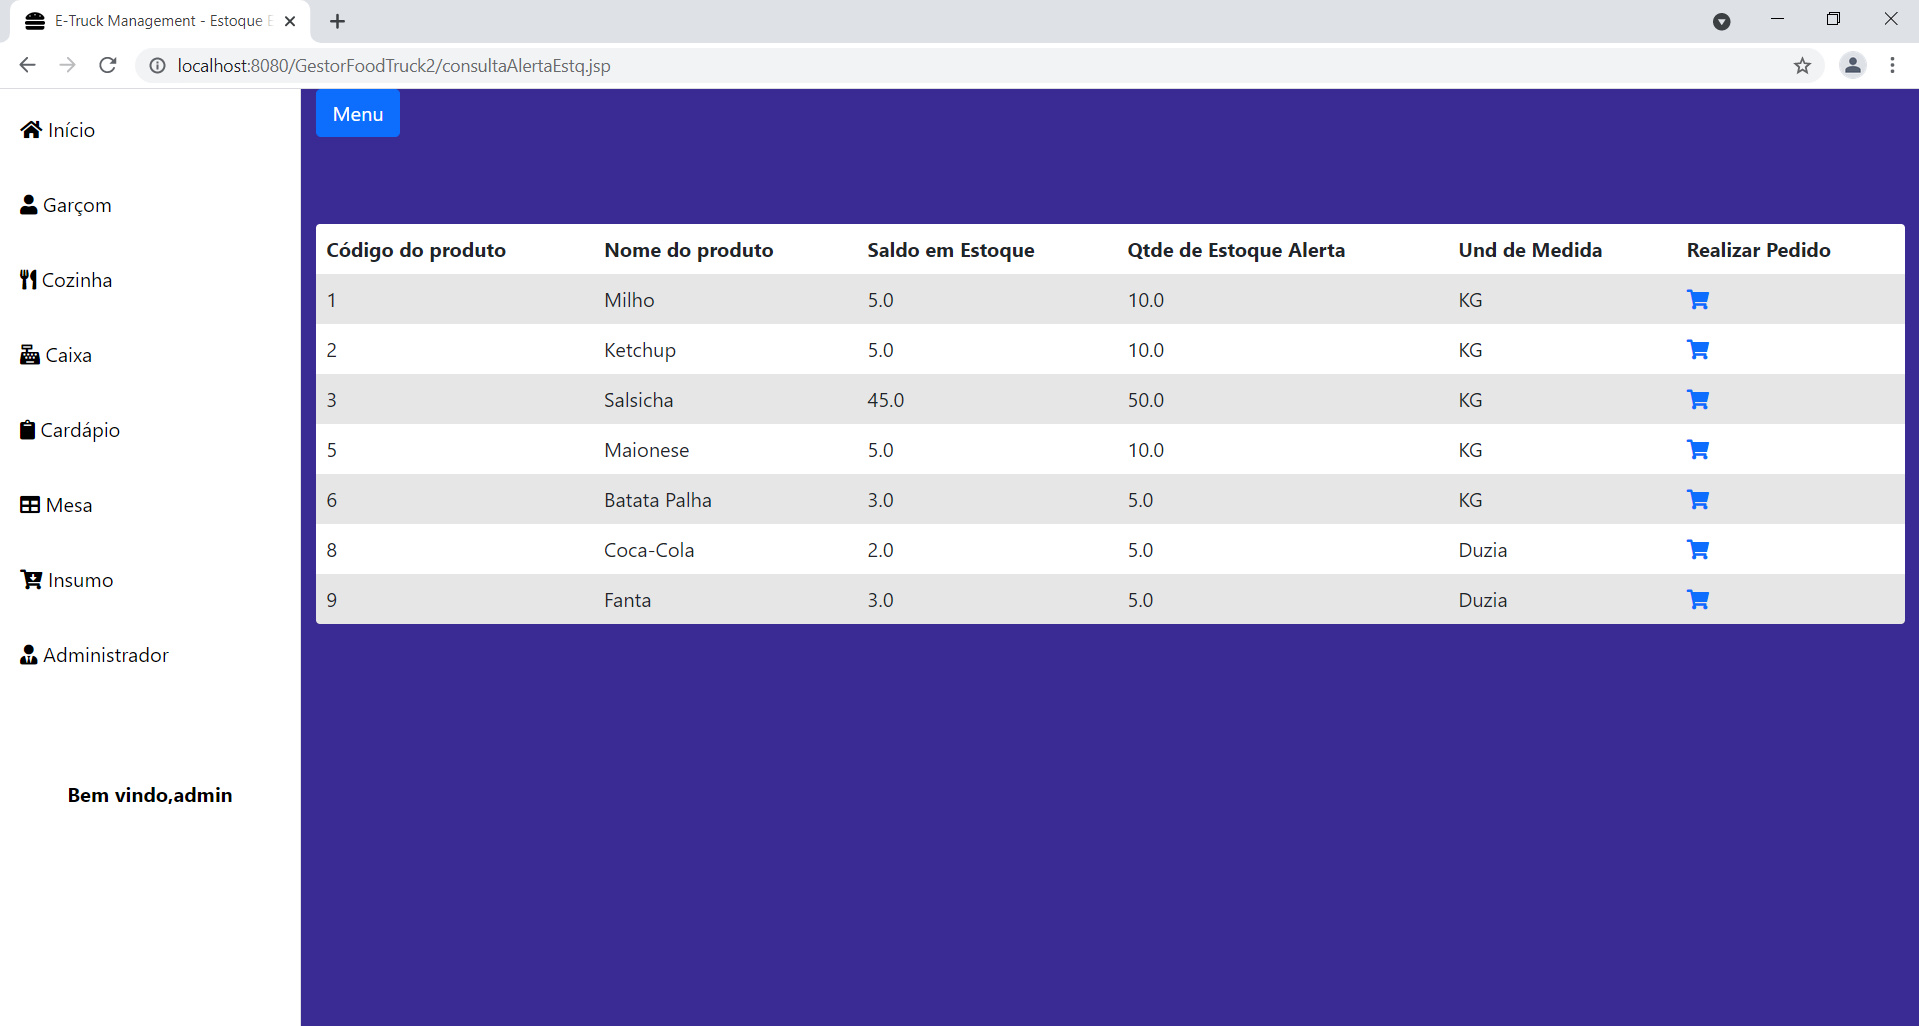 E-Truck Management - Estoque E
localhost:8080/GestorFoodTruck2/consultaAlertaEstq.jsp
Início
Garçom
Cozinha
Caixa
Cardápio
Mesa
Insumo
Administrador
Bem vindo,admin
Menu
Código do produto Nome do produto Saldo em Estoque Qtde de Estoque Alerta Und de Medida Realizar Pedido
1 Milho 5.0 10.0 KG
2 Ketchup 5.0 10.0 KG
3 Salsicha 45.0 50.0 KG
5 Maionese 5.0 10.0 KG
6 Batata Palha 3.0 5.0 KG
8 Coca-Cola 2.0 5.0 Duzia
9 Fanta 3.0 5.0 Duzia